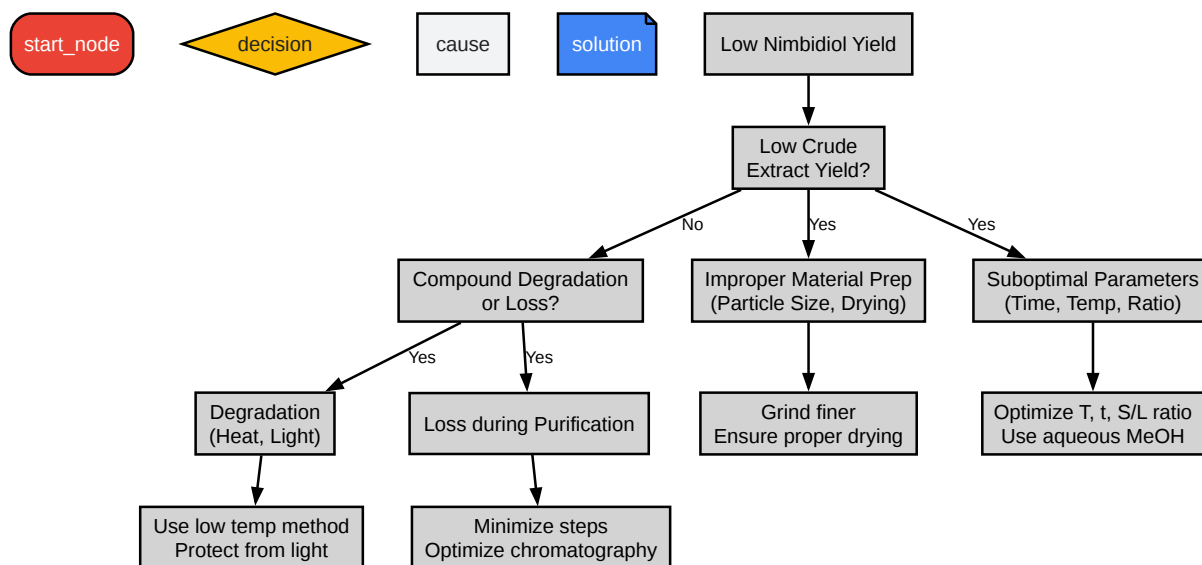 start_node
decision
cause
solution
Low Nimbidiol Yield
Low Crude
Extract Yield?
No
Yes
Yes
Compound Degradation
or Loss?
Improper Material Prep
(Particle Size, Drying)
Suboptimal Parameters
(Time, Temp, Ratio)
Yes
Yes
Degradation
(Heat, Light)
Loss during Purification
Grind finer
Ensure proper drying
Optimize T, t, S/L ratio
Use aqueous MeOH
Use low temp method
Protect from light
Minimize steps
Optimize chromatography